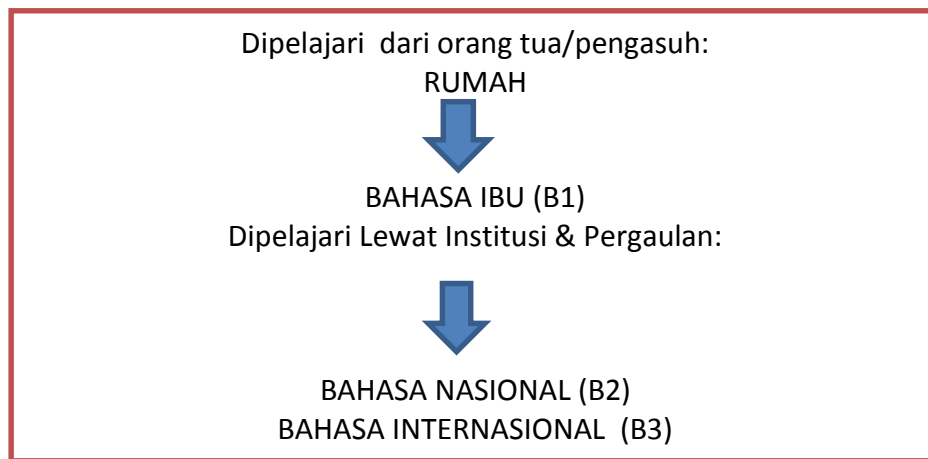 Dipelajari dari orang tua/pengasuh:
RUMAH
BAHASA IBU (B1)
Dipelajari Lewat Institusi & Pergaulan:
BAHASA NASIONAL (B2)
BAHASA INTERNASIONAL (B3)